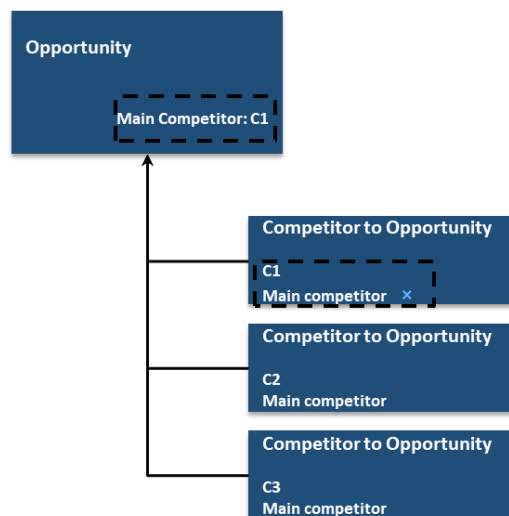 Opportunity
Main Competitor: C1
Competitor to Opportunity
C1
Main competitor ×
Competitor to Opportunity
C2
Main competitor
Competitor to Opportunity
C3
Main competitor